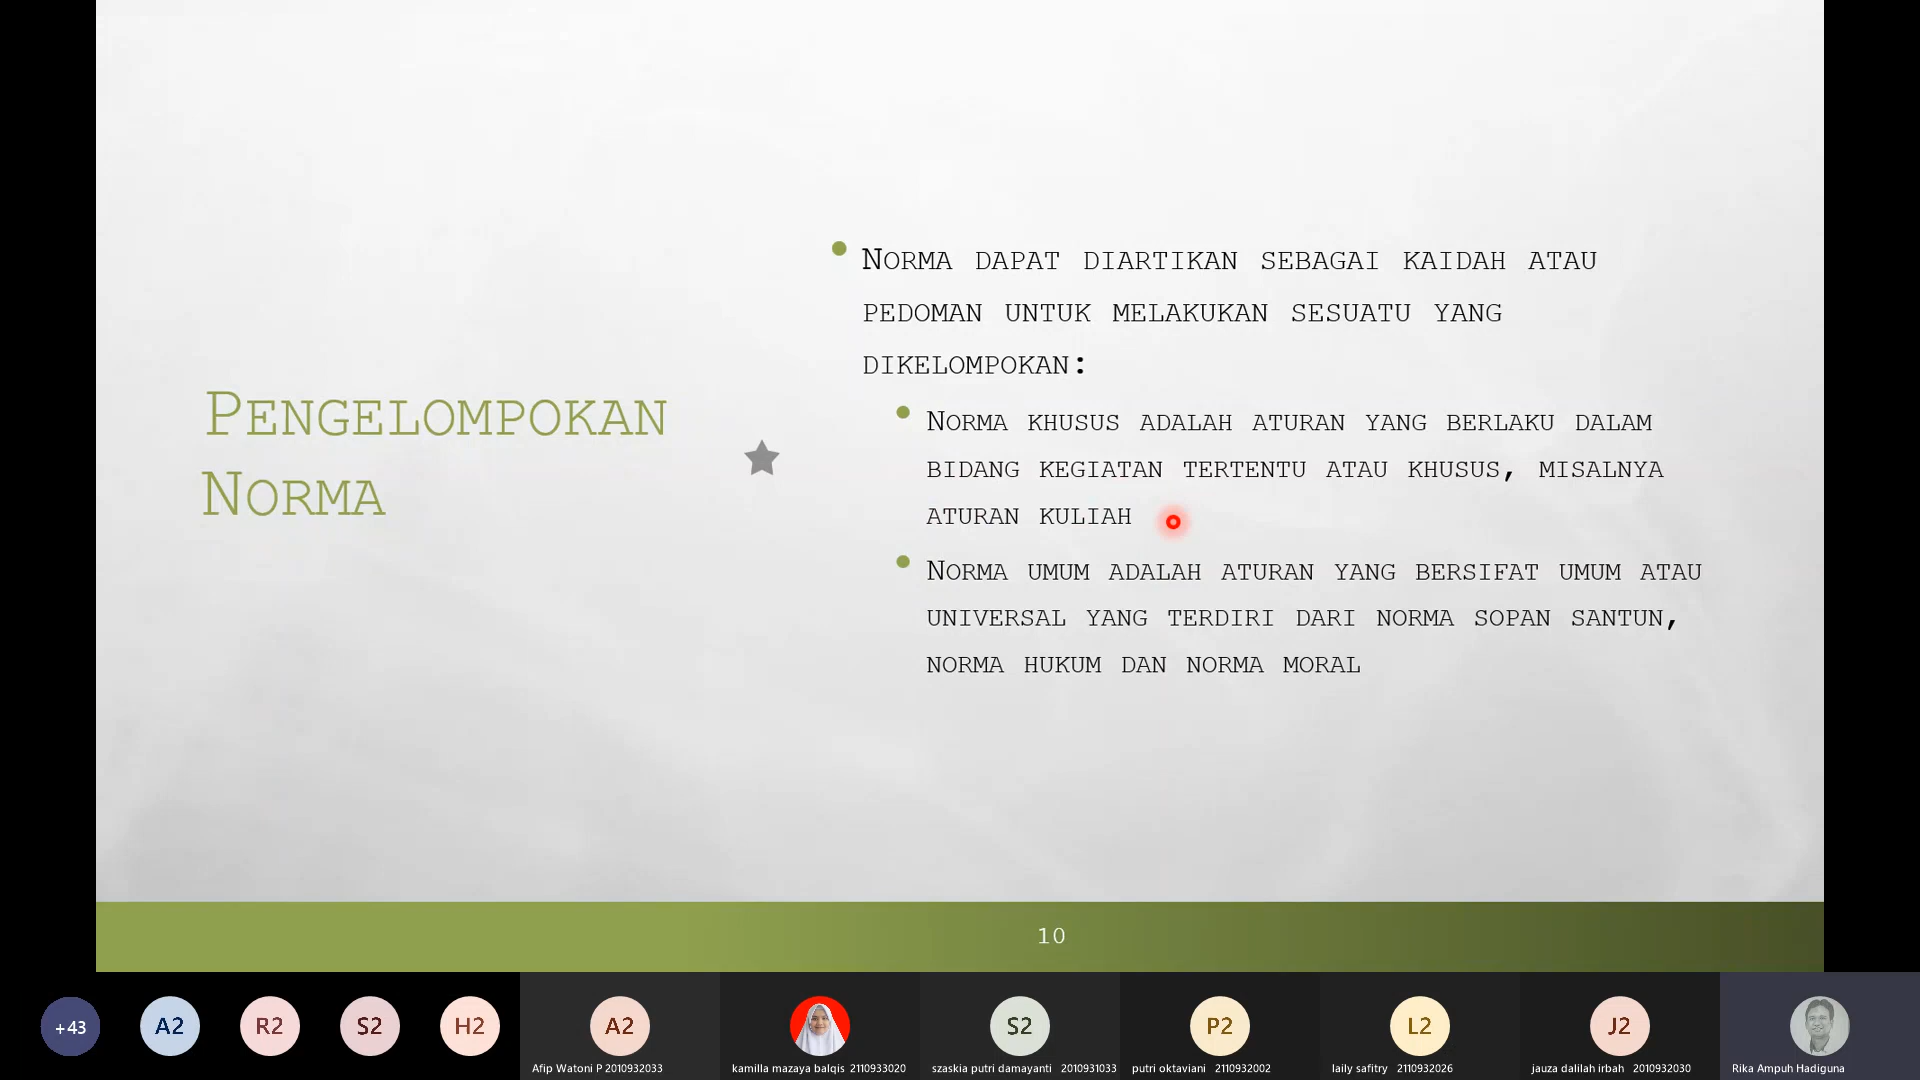 Pengelompokan
Norma
Norma dapat diartikan sebagai kaidah atau
pedoman untuk melakukan sesuatu yang
dikelompokan:
Norma khusus adalah aturan yang berlaku dalam
bidang kegiatan tertentu atau khusus, misalnya
aturan kuliah
Norma umum adalah aturan yang bersifat umum atau
universal yang terdiri dari norma sopan santun,
norma hukum dan norma moral
10
+43
A2
R2
S2
H2
A2
S2
P2
L2
J2
Afip Watoni P 2010932033
kamilla mazaya balqis 2110933020
szaskia putri damayanti 2010931033
putri oktaviani 2110932002
laily safitry 2110932026
jauza dalilah irbah 2010932030
Rika Ampuh Hadiguna